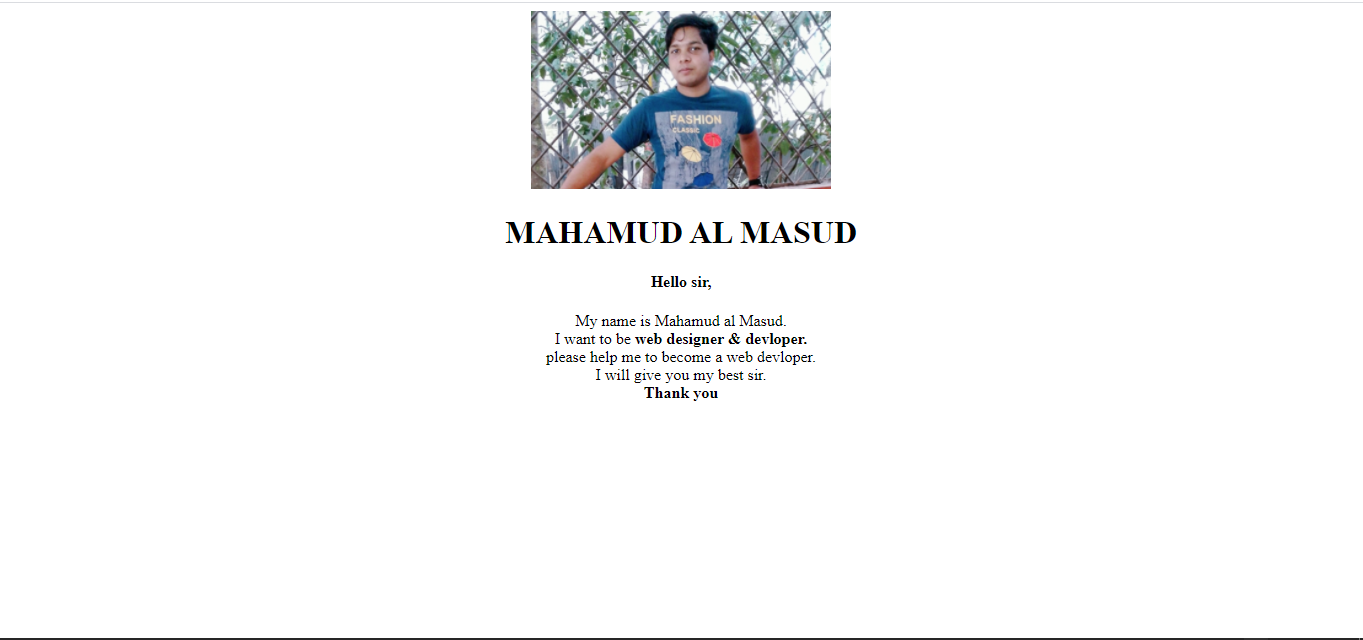 FASHION
CLASSIC
MAHAMUD AL MASUD
Hello sir,
My name is Mahamud al Masud.
I want to be web designer & devloper.
please help me to become a web devloper.
I will give you my best sir.
Thank you